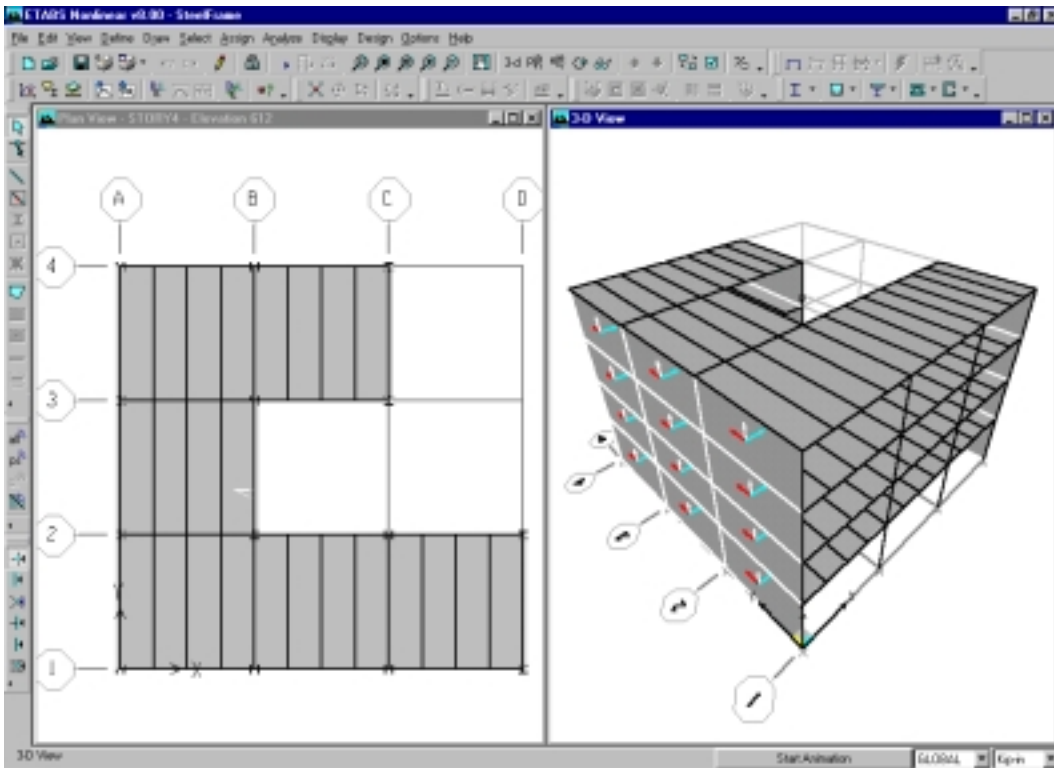 ETABS Nonlinear v8.00 - SteelFrame
File Edit View Define Draw Select Assign Analyze Display Design Options Help
3-d
Plan View - STORY4 - Elevation 612
3-D View
A B C D
4
3
2
1
X
Y
3-D View
Start Animation
GLOBAL
Kip-in